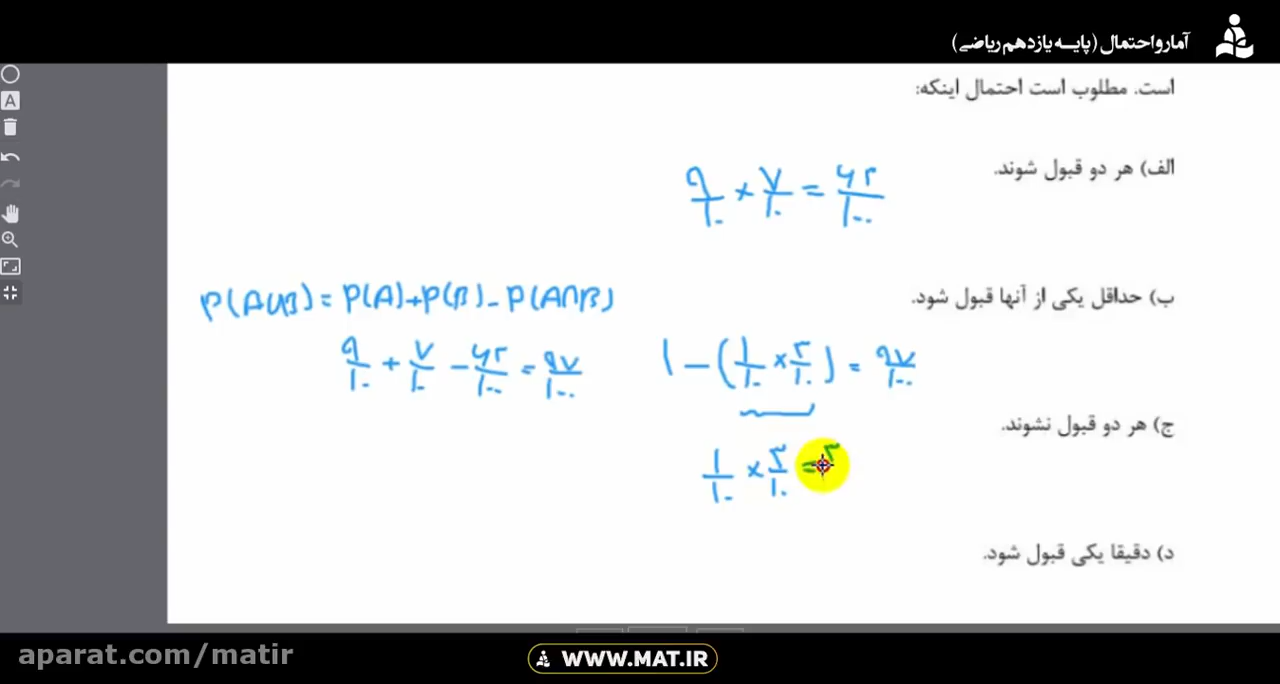 آمار و احتمال (پایه یازدهم ریاضی)
است. مطلوب است احتمال اینکه:
الف) هر دو قبول شوند.
۹/۱۰ × ۷/۱۰ = ۶۳/۱۰۰
ب) حداقل یکی از آنها قبول شود.
P(A∪B) = P(A) + P(B) - P(A∩B)
۹/۱۰ + ۷/۱۰ - ۶۳/۱۰۰ = ۹۷/۱۰۰
۱ - (۱/۱۰ × ۳/۱۰) = ۹۷/۱۰۰
ج) هر دو قبول نشوند.
۱/۱۰ × ۳/۱۰ = ۳
د) دقیقا یکی قبول شود.
aparat.com/matir
WWW.MAT.IR